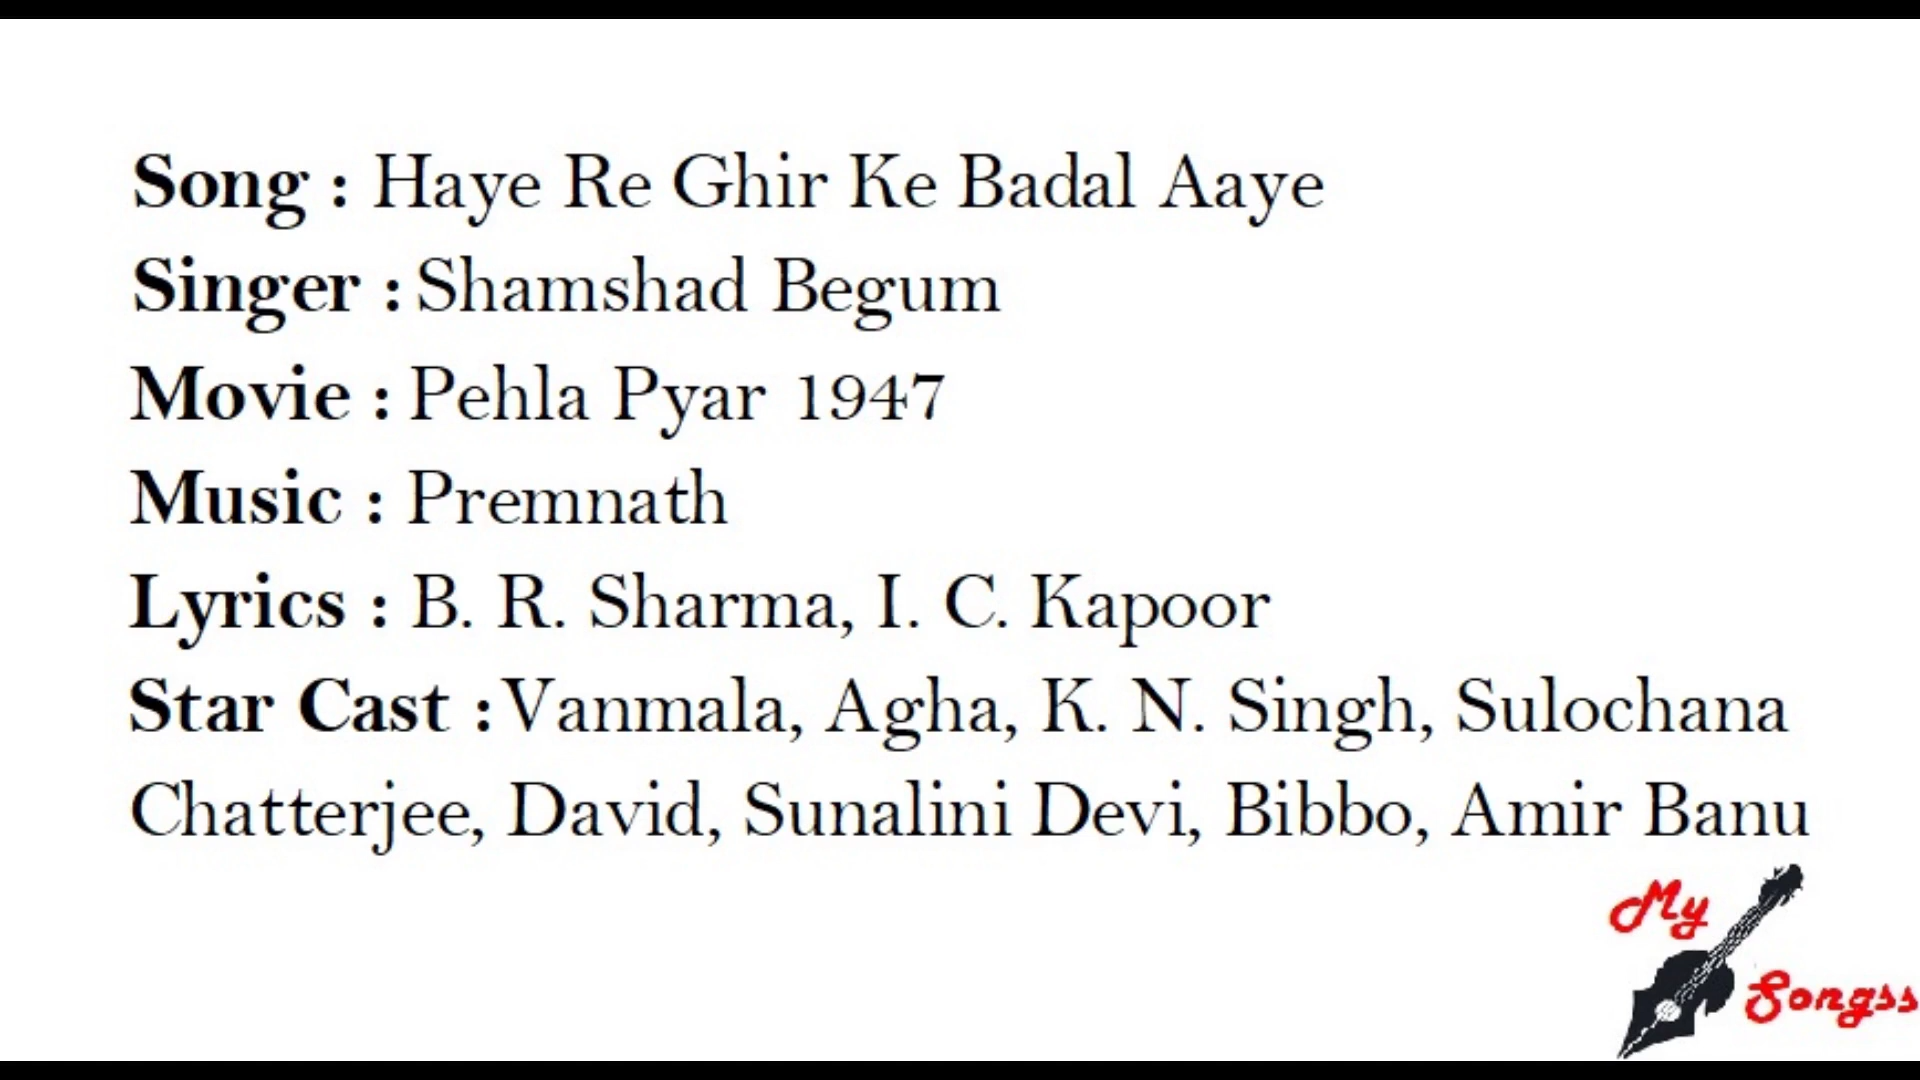 Song : Haye Re Ghir Ke Badal Aaye
Singer : Shamshad Begum
Movie : Pehla Pyar 1947
Music : Premnath
Lyrics : B. R. Sharma, I. C. Kapoor
Star Cast : Vanmala, Agha, K. N. Singh, Sulochana
Chatterjee, David, Sunalini Devi, Bibbo, Amir Banu
My
Songss